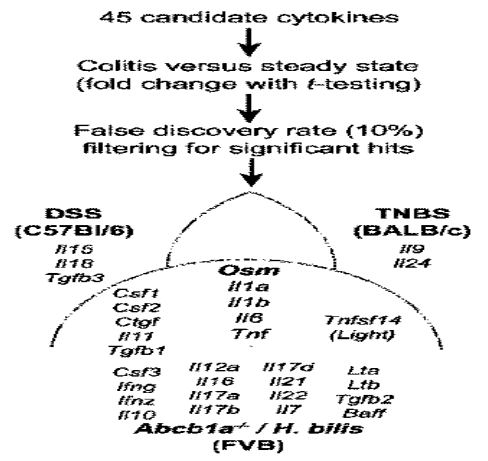 45 candidate cytokines
Colitis versus steady state
(fold change with t-testing)
False discovery rate (10%)
filtering for significant hits
DSS
(C57Bl/6)
Il15
Il18
Tgfb3
TNBS
(BALB/c)
Il9
Il24
Osm
Il1a
Il1b
Il6
Tnf
Csf1
Csf2
Ctgf
Il11
Tgfb1
Tnfsf14
(Light)
Csf3
Ifng
Ifnz
Il10
Il12a
Il16
Il17a
Il17b
Il17d
Il21
Il22
Il7
Lta
Ltb
Tgfb2
Baff
Abcb1a-/- / H. bilis
(FVB)